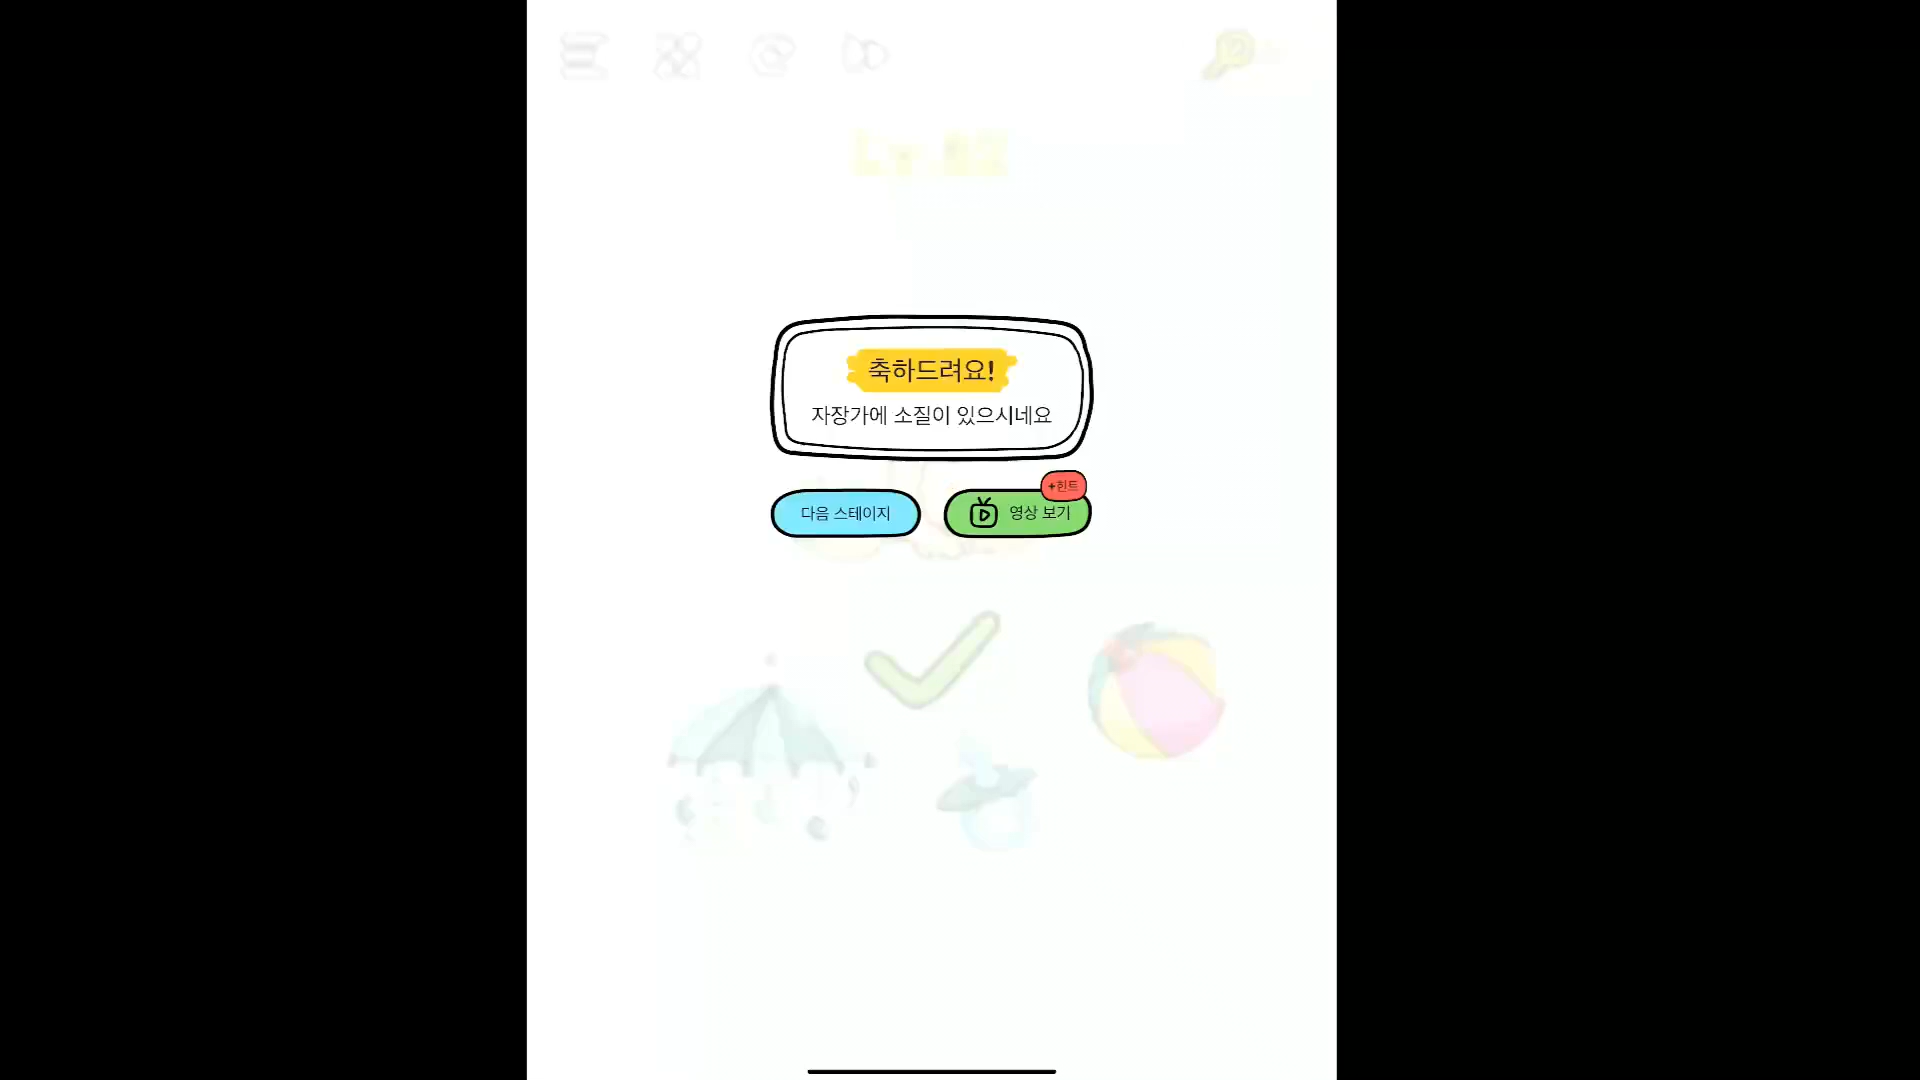 축하드려요!
자장가에 소질이 있으시네요
+힌트
다음 스테이지
영상 보기